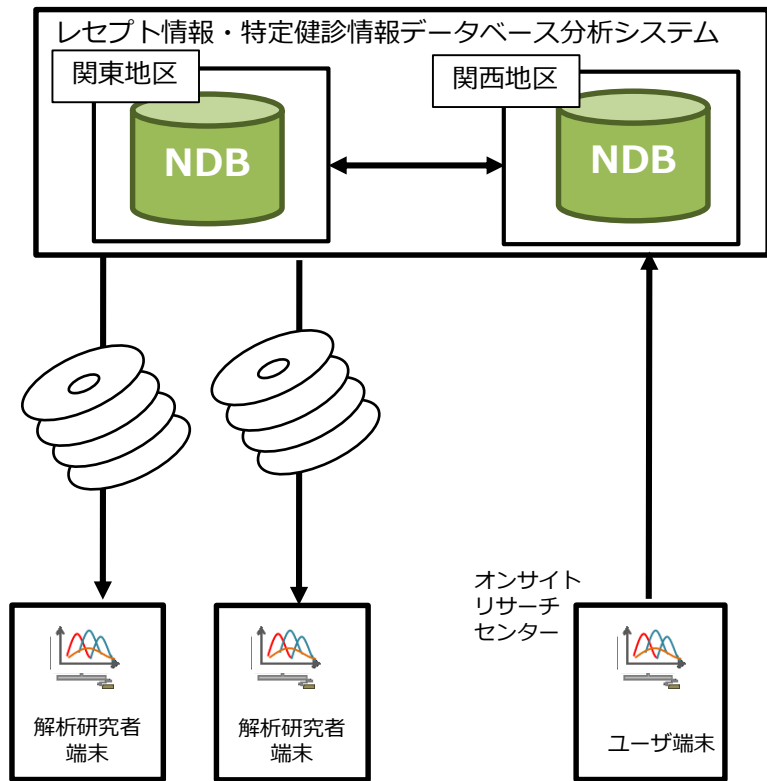 レセプト情報・特定健診情報データベース分析システム
関東地区
関西地区
NDB
NDB
オンサイト
リサーチ
センター
解析研究者
端末
解析研究者
端末
ユーザ端末